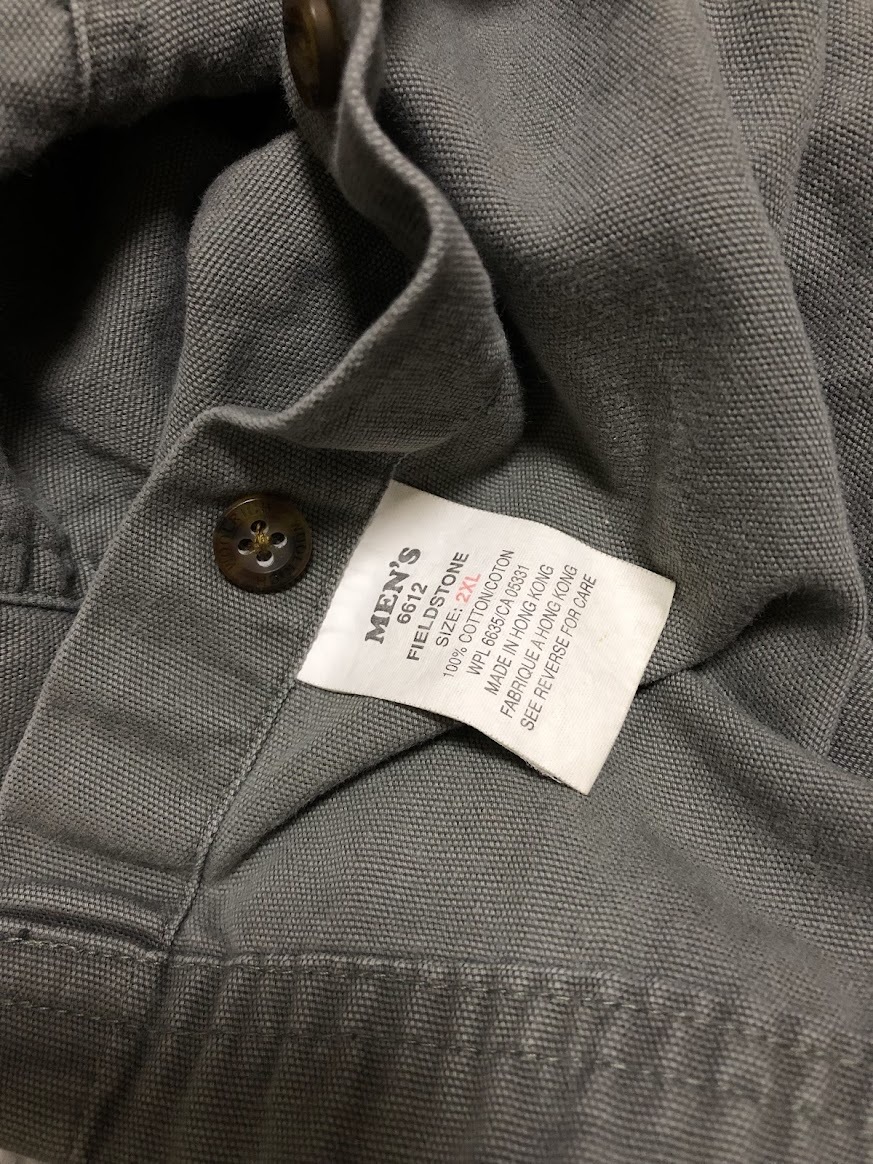 MEN'S
6612
FIELDSTONE
SIZE: 2XL
100% COTTON/COTON
WPL 6635/CA 05331
MADE IN HONG KONG
FABRIQUE A HONG KONG
SEE REVERSE FOR CARE